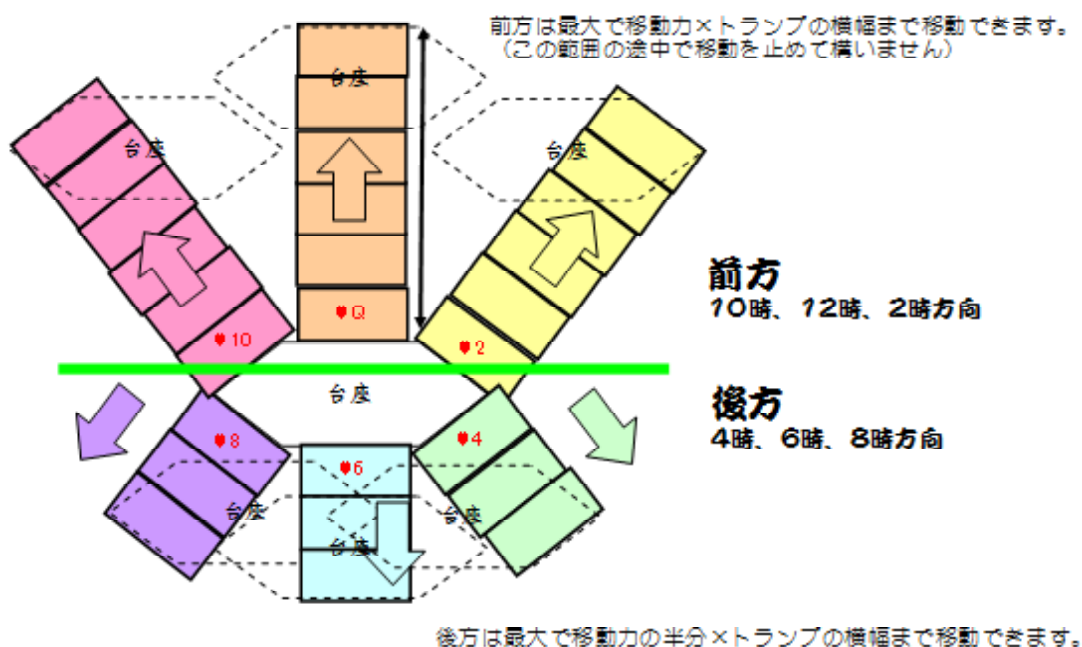 前方は最大で移動力×トランプの横幅まで移動できます。
（この範囲の途中で移動を止めて構いません）
台座
台座
台座
♥Q
♥10
♥2
前方
10時、12時、2時方向
台座
後方
4時、6時、8時方向
♥8
♥4
♥6
台座
台座
台座
後方は最大で移動力の半分×トランプの横幅まで移動できます。